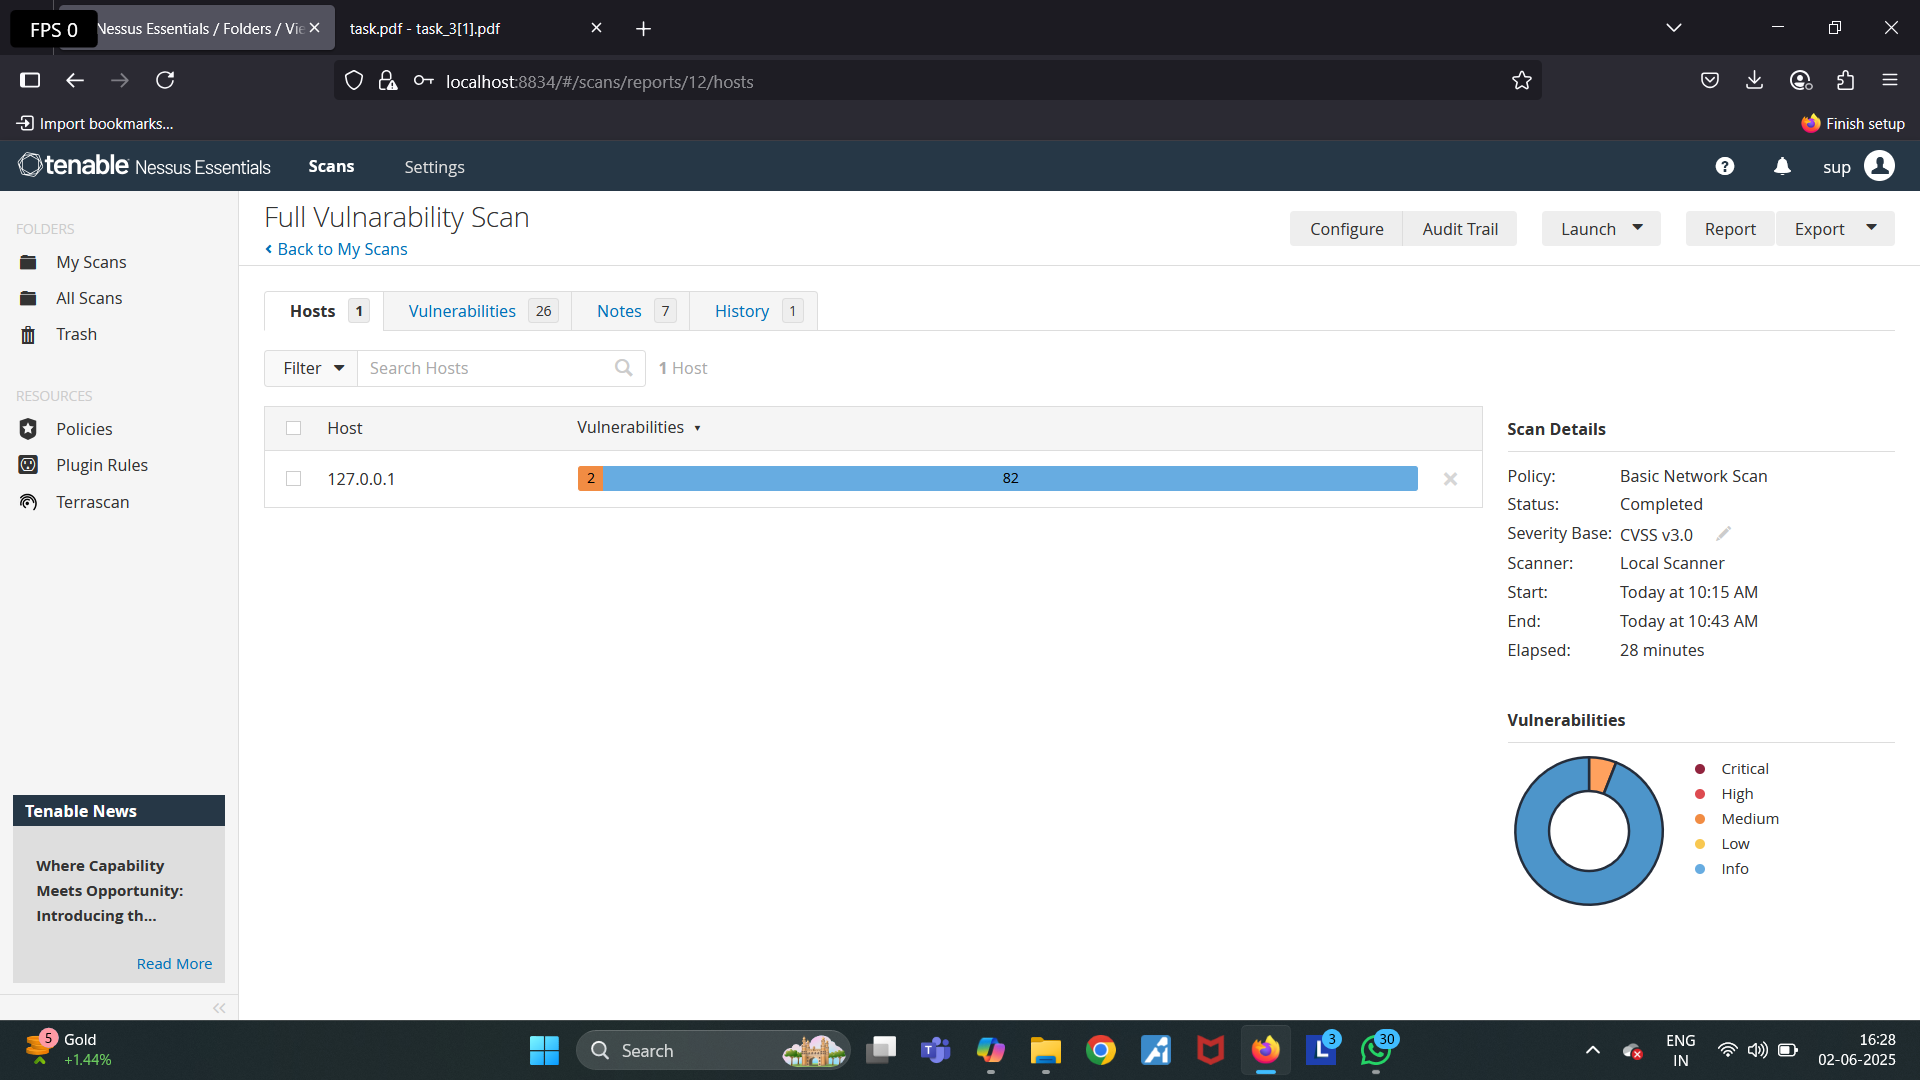 FPS 0
Nessus Essentials / Folders / Vie
task.pdf - task_3[1].pdf
localhost:8834/#/scans/reports/12/hosts
Import bookmarks...
Finish setup
tenable Nessus Essentials
Scans
Settings
sup
FOLDERS
My Scans
All Scans
Trash
RESOURCES
Policies
Plugin Rules
Terrascan
Tenable News
Where Capability
Meets Opportunity:
Introducing th...
Read More
Full Vulnarability Scan
Back to My Scans
Configure
Audit Trail
Launch
Report
Export
Hosts 1
Vulnerabilities 26
Notes 7
History 1
Filter
Search Hosts
1 Host
Host
Vulnerabilities
127.0.0.1
2
82
Scan Details
Policy: Basic Network Scan
Status: Completed
Severity Base: CVSS v3.0
Scanner: Local Scanner
Start: Today at 10:15 AM
End: Today at 10:43 AM
Elapsed: 28 minutes
Vulnerabilities
Critical
High
Medium
Low
Info
5
Gold
+1.44%
Search
3
30
ENG
IN
16:28
02-06-2025